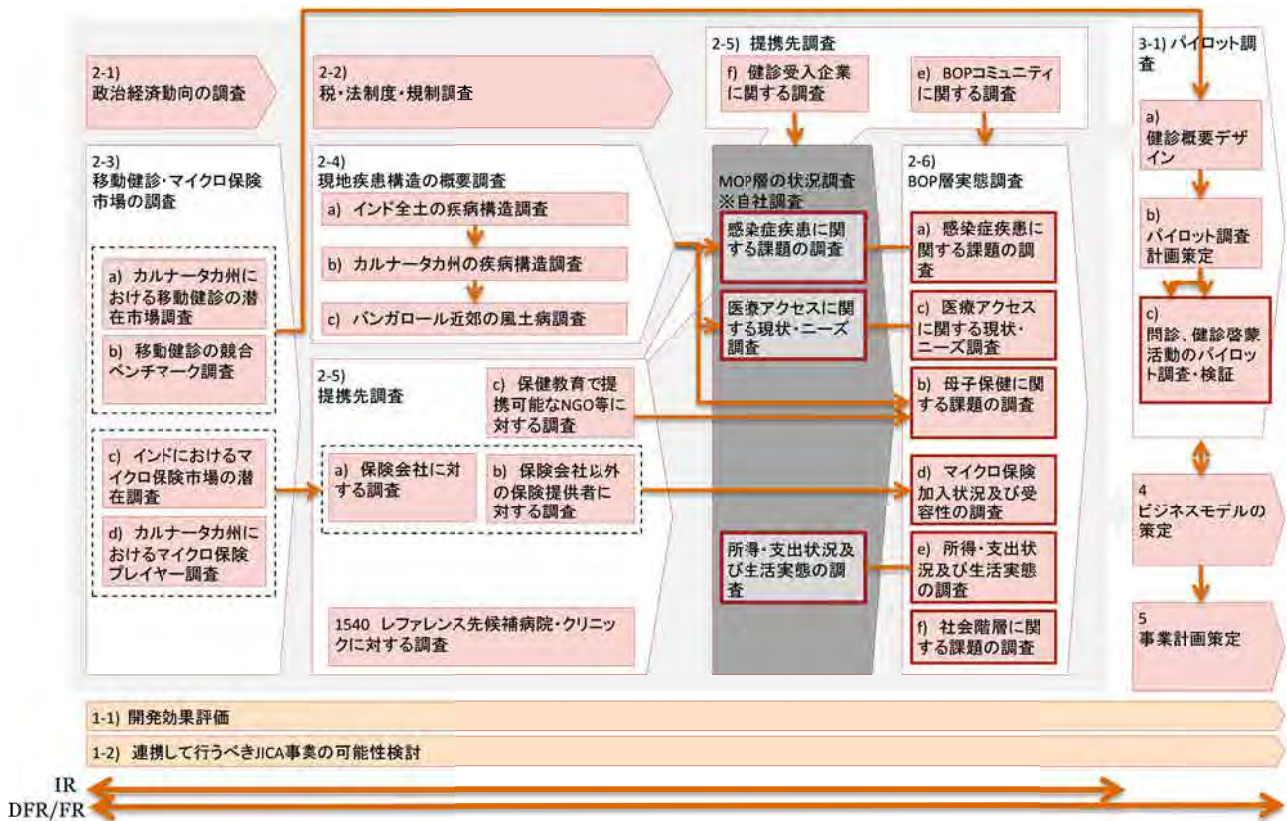 2-1)
政治経済動向の調査
2-2)
税・法制度・規制調査
2-5) 提携先調査
f) 健診受入企業
に関する調査
e) BOPコミュニティ
に関する調査
3-1) パイロット調
査
a)
健診概要デザ
イン
b)
パイロット調査
計画策定
c)
問診、健診啓蒙
活動のパイロッ
ト調査・検証
2-3)
移動健診・マイクロ保険
市場の調査
a) カルナータカ州に
おける移動健診の潜
在市場調査
b) 移動健診の競合
ベンチマーク調査
c) インドにおけるマ
イクロ保険市場の潜
在調査
d) カルナータカ州に
おけるマイクロ保険
プレイヤー調査
2-4)
現地疾患構造の概要調査
a) インド全土の疾病構造調査
b) カルナータカ州の疾病構造調査
c) バンガロール近郊の風土病調査
2-5)
提携先調査
c) 保健教育で提
携可能なNGO等に
対する調査
a) 保険会社に対
する調査
b) 保険会社以外
の保険提供者に
対する調査
1540 レファレンス先候補病院・クリニッ
クに対する調査
MOP層の状況調査
※自社調査
感染症疾患に関
する課題の調査
医療アクセスに関
する現状・ニーズ
調査
所得・支出状況及
び生活実態の調
査
2-6)
BOP層実態調査
a) 感染症疾患に
関する課題の調
査
c) 医療アクセス
に関する現状・
ニーズ調査
b) 母子保健に関
する課題の調査
d) マイクロ保険
加入状況及び受
容性の調査
e) 所得・支出状
況及び生活実態
の調査
f) 社会階層に関
する課題の調査
4
ビジネスモデルの
策定
5
事業計画策定
1-1) 開発効果評価
1-2) 連携して行うべきJICA事業の可能性検討
IR
DFR/FR